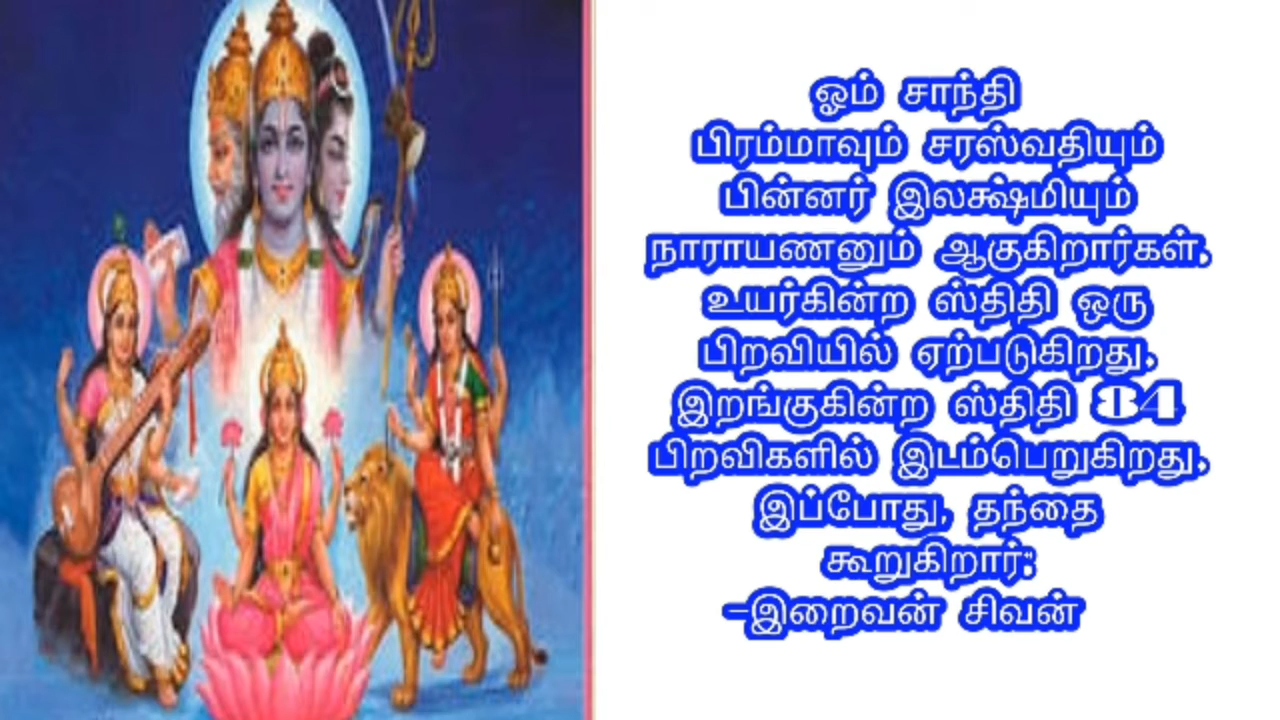 ஓம் சாந்தி
பிரம்மாவும் சரஸ்வதியும்
பின்னர் இலக்ஷ்மியும்
நாராயணனும் ஆகுகிறார்கள்.
உயர்கின்ற ஸ்திதி ஒரு
பிறவியில் ஏற்படுகிறது.
இறங்குகின்ற ஸ்திதி 84
பிறவிகளில் இடம்பெறுகிறது.
இப்போது, தந்தை
கூறுகிறார்:
-இறைவன் சிவன்